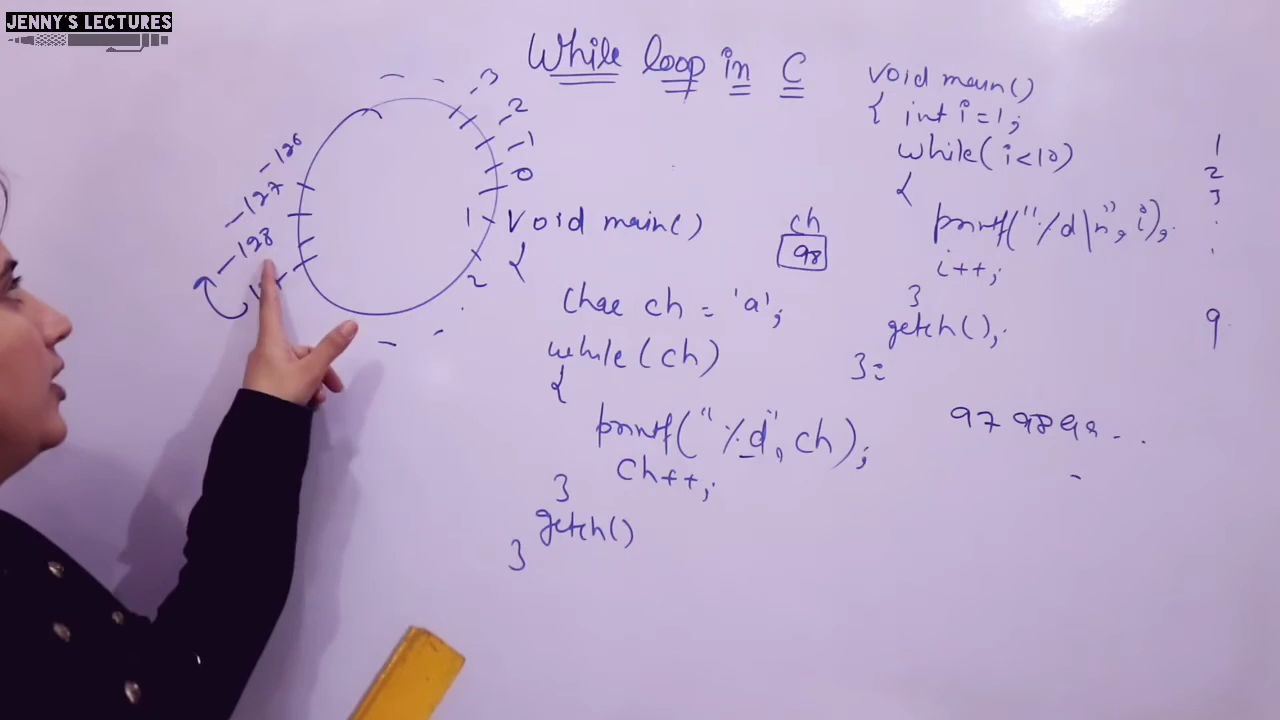 JENNY'S LECTURES
While loop in C
-3
-2
-1
0
1
2
-126
-127
-128
void main()
{
char ch = 'a';
while (ch)
{
printf("%d", ch);
ch++;
}
getch()
}
ch
98
void main()
{ int i=1;
while( i<10)
{
printf("%d\n", i);
i++;
}
getch();
}
1
2
3
.
.
9
97 98 99 . . .